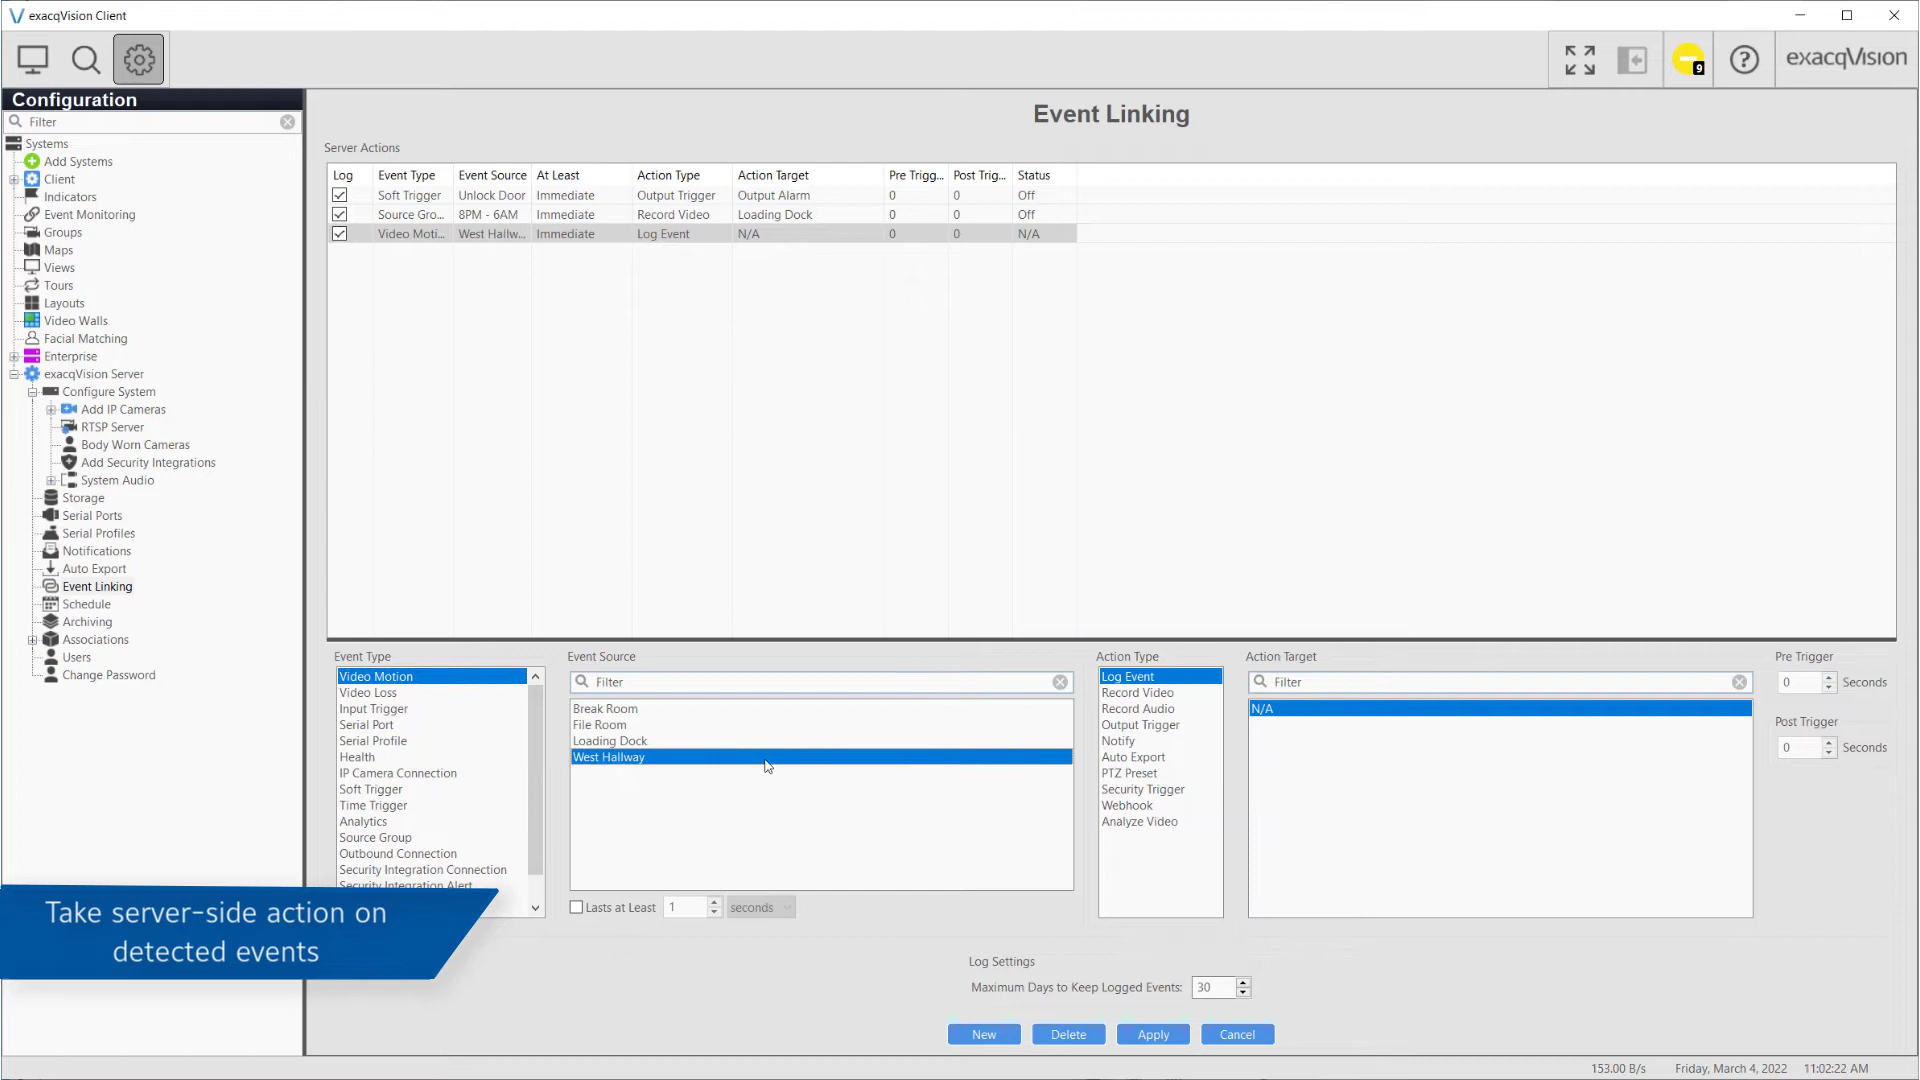 exacqVision Client
9
?
exacqVision
Configuration
Filter
Systems
Add Systems
Client
Indicators
Event Monitoring
Groups
Maps
Views
Tours
Layouts
Video Walls
Facial Matching
Enterprise
exacqVision Server
Configure System
Add IP Cameras
RTSP Server
Body Worn Cameras
Add Security Integrations
System Audio
Storage
Serial Ports
Serial Profiles
Notifications
Auto Export
Event Linking
Schedule
Archiving
Associations
Users
Change Password
Event Linking
Server Actions
Log Event Type Event Source At Least Action Type Action Target Pre Trigg... Post Trig... Status
Soft Trigger Unlock Door Immediate Output Trigger Output Alarm 0 0 Off
Source Gro... 8PM - 6AM Immediate Record Video Loading Dock 0 0 Off
Video Moti... West Hallw... Immediate Log Event N/A 0 0 N/A
Event Type
Video Motion
Video Loss
Input Trigger
Serial Port
Serial Profile
Health
IP Camera Connection
Soft Trigger
Time Trigger
Analytics
Source Group
Outbound Connection
Security Integration Connection
Security Integration Alert
Event Source
Filter
Break Room
File Room
Loading Dock
West Hallway
Lasts at Least 1 seconds
Action Type
Log Event
Record Video
Record Audio
Output Trigger
Notify
Auto Export
PTZ Preset
Security Trigger
Webhook
Analyze Video
Action Target
Filter
N/A
Pre Trigger
0 Seconds
Post Trigger
0 Seconds
Take server-side action on
detected events
Log Settings
Maximum Days to Keep Logged Events: 30
New Delete Apply Cancel
153.00 B/s Friday, March 4, 2022 11:02:22 AM